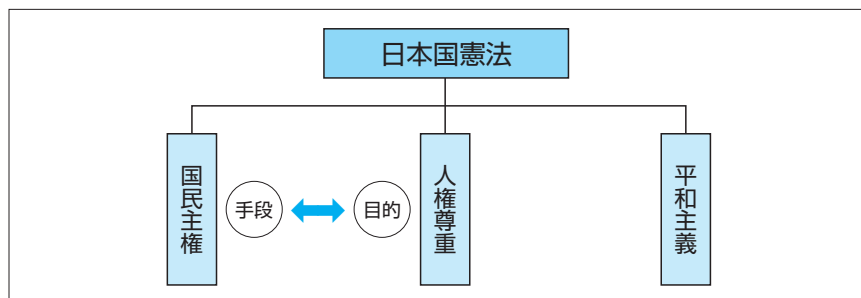 日本国憲法
国民主権
手段
目的
人権尊重
平和主義